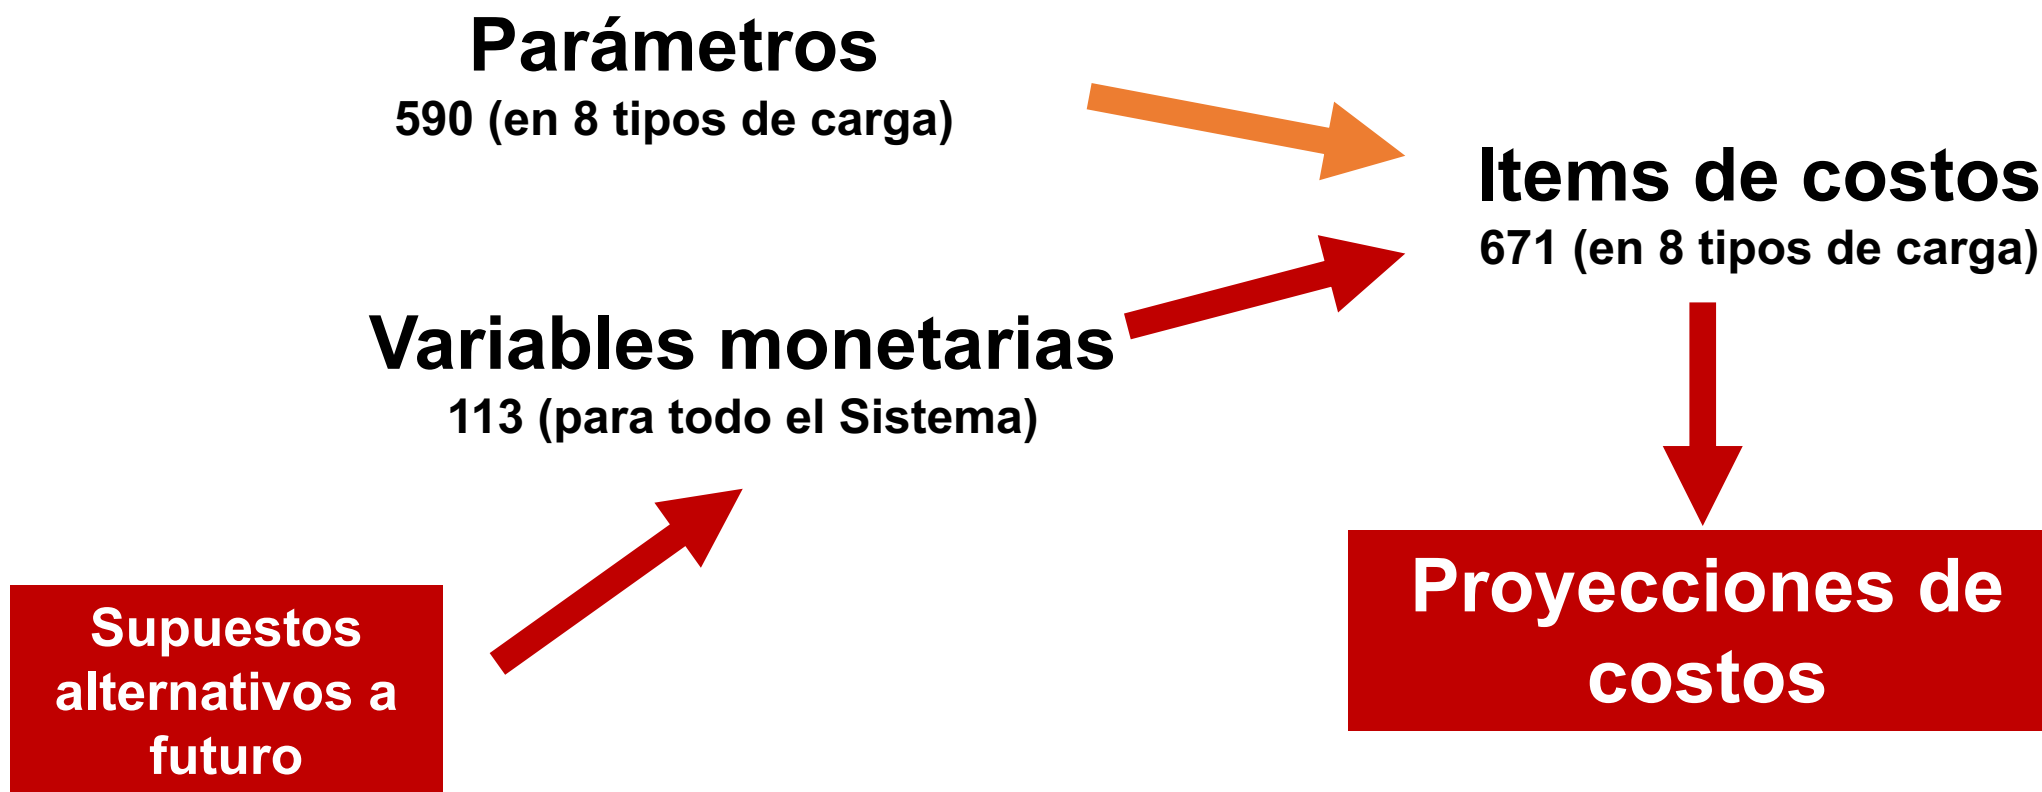 Parámetros
590 (en 8 tipos de carga)
Items de costos
671 (en 8 tipos de carga)
Variables monetarias
113 (para todo el Sistema)
Supuestos
alternativos a
futuro
Proyecciones de
costos